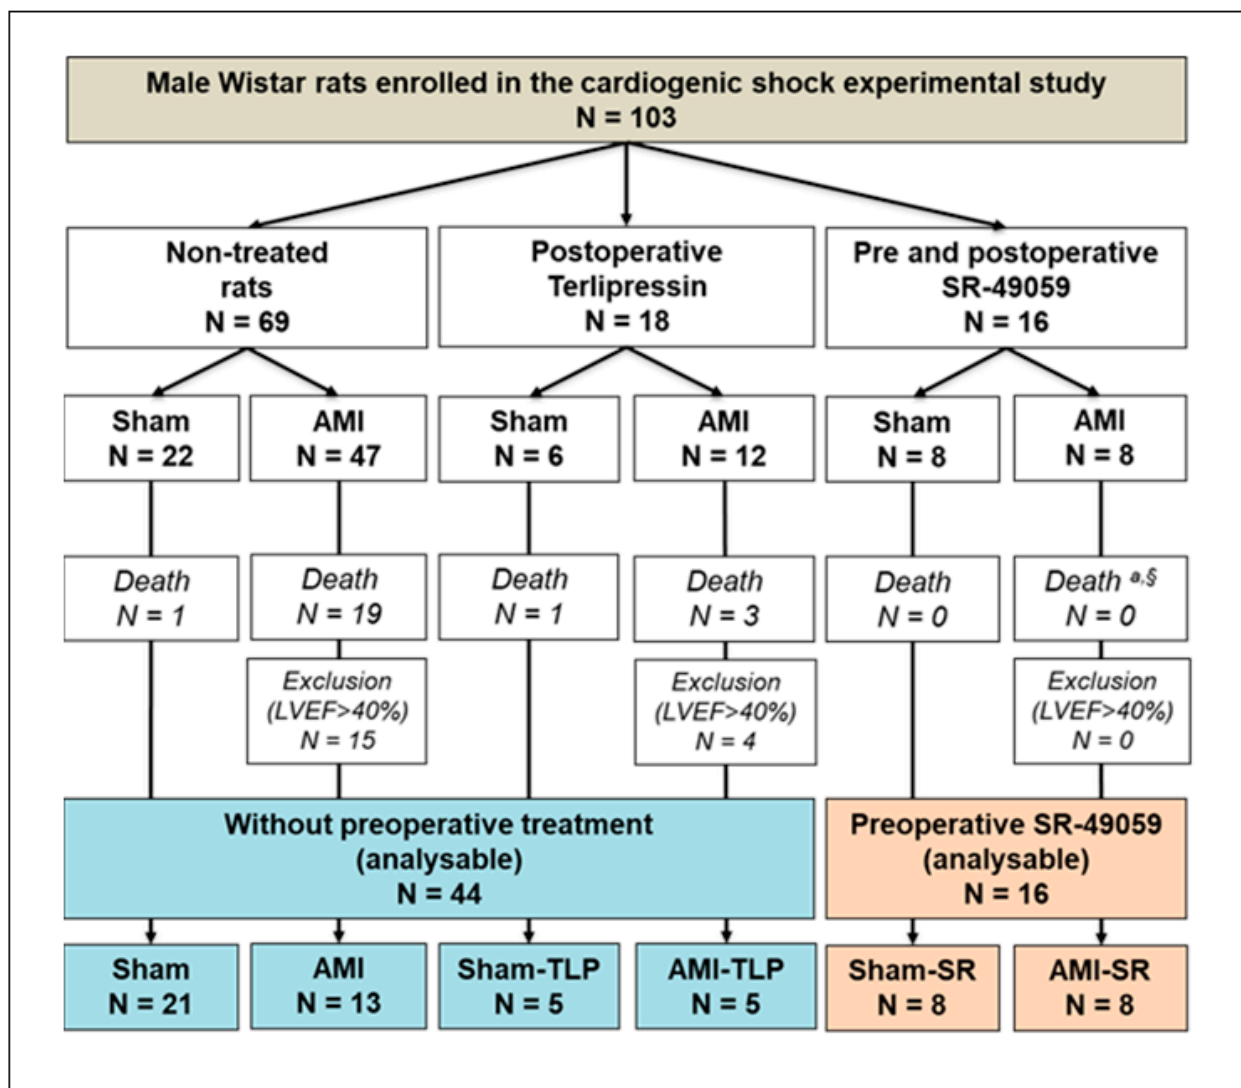 Male Wistar rats enrolled in the cardiogenic shock experimental study
N = 103
Non-treated
rats
N = 69
Postoperative
Terlipressin
N = 18
Pre and postoperative
SR-49059
N = 16
Sham
N = 22
AMI
N = 47
Sham
N = 6
AMI
N = 12
Sham
N = 8
AMI
N = 8
Death
N = 1
Death
N = 19
Death
N = 1
Death
N = 3
Death
N = 0
Death a,§
N = 0
Exclusion
(LVEF>40%)
N = 15
Exclusion
(LVEF>40%)
N = 4
Exclusion
(LVEF>40%)
N = 0
Without preoperative treatment
(analysable)
N = 44
Preoperative SR-49059
(analysable)
N = 16
Sham
N = 21
AMI
N = 13
Sham-TLP
N = 5
AMI-TLP
N = 5
Sham-SR
N = 8
AMI-SR
N = 8